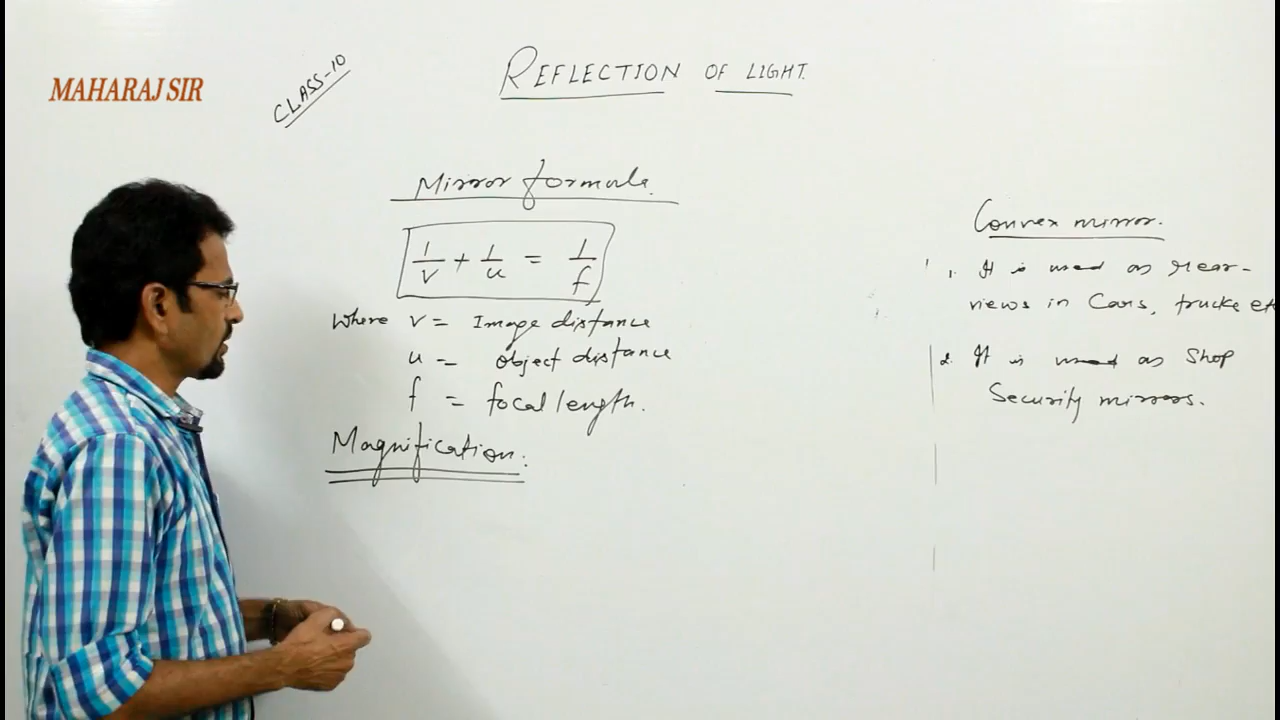 MAHARAJ SIR
CLASS-10
REFLECTION OF LIGHT.
Mirror formula.
1/v + 1/u = 1/f
Where v = Image distance
u = object distance
f = focal length.
Magnification:
Convex mirror.
1. It is used as rear-
views in Cars, trucks etc
2. It is used as Shop
Security mirrors.